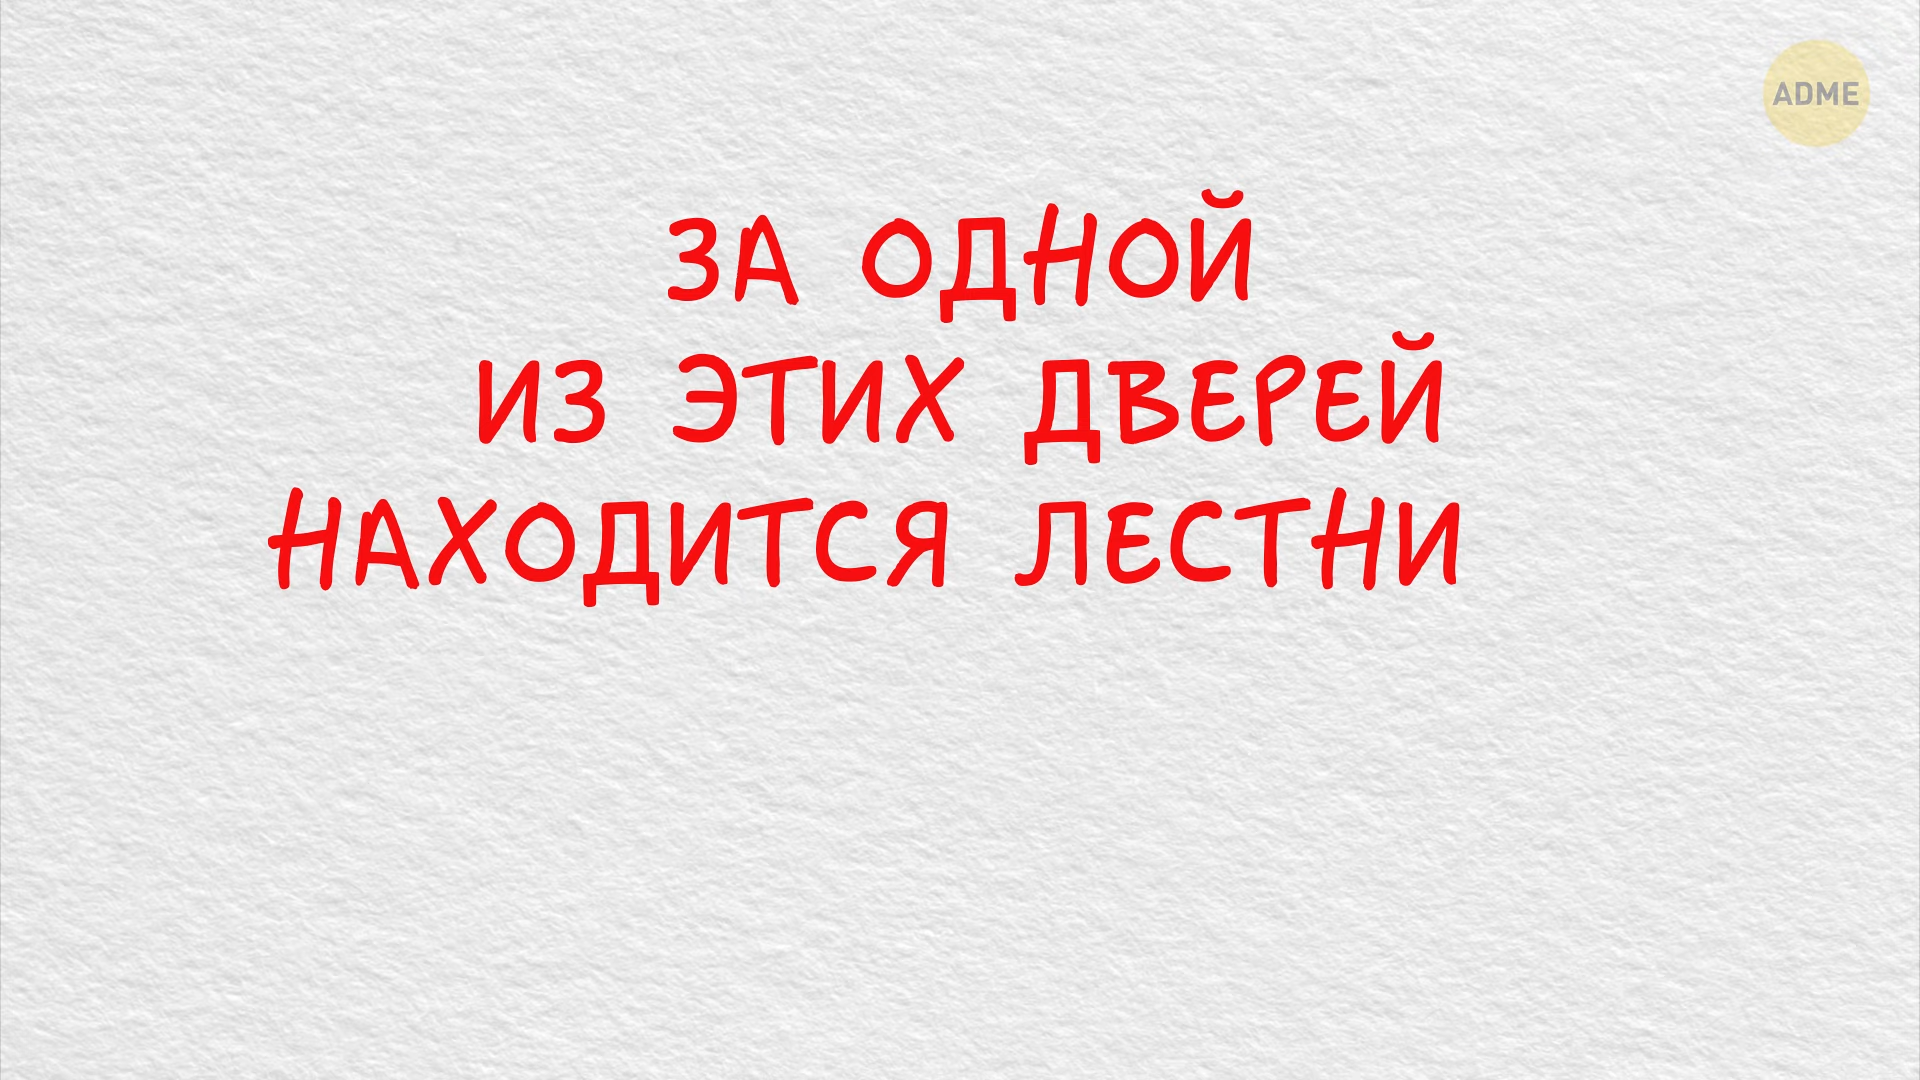 ADME
ЗА ОДНОЙ
ИЗ ЭТИХ ДВЕРЕЙ
НАХОДИТСЯ ЛЕСТНИ